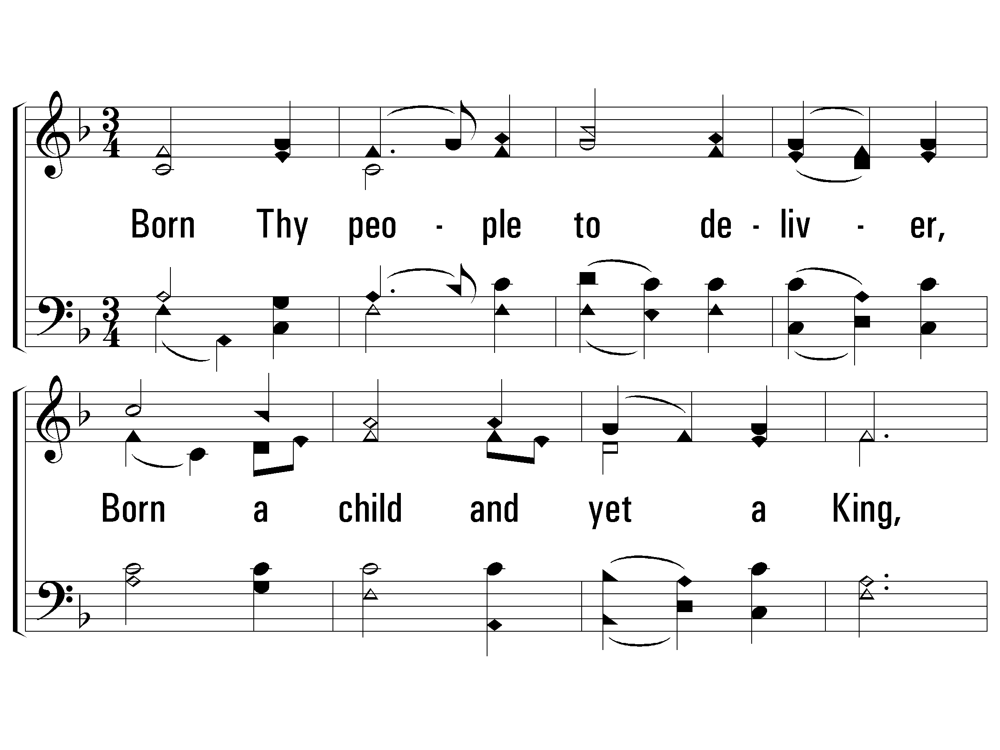 Born Thy peo - ple to de - liv - er,
Born a child and yet a King,